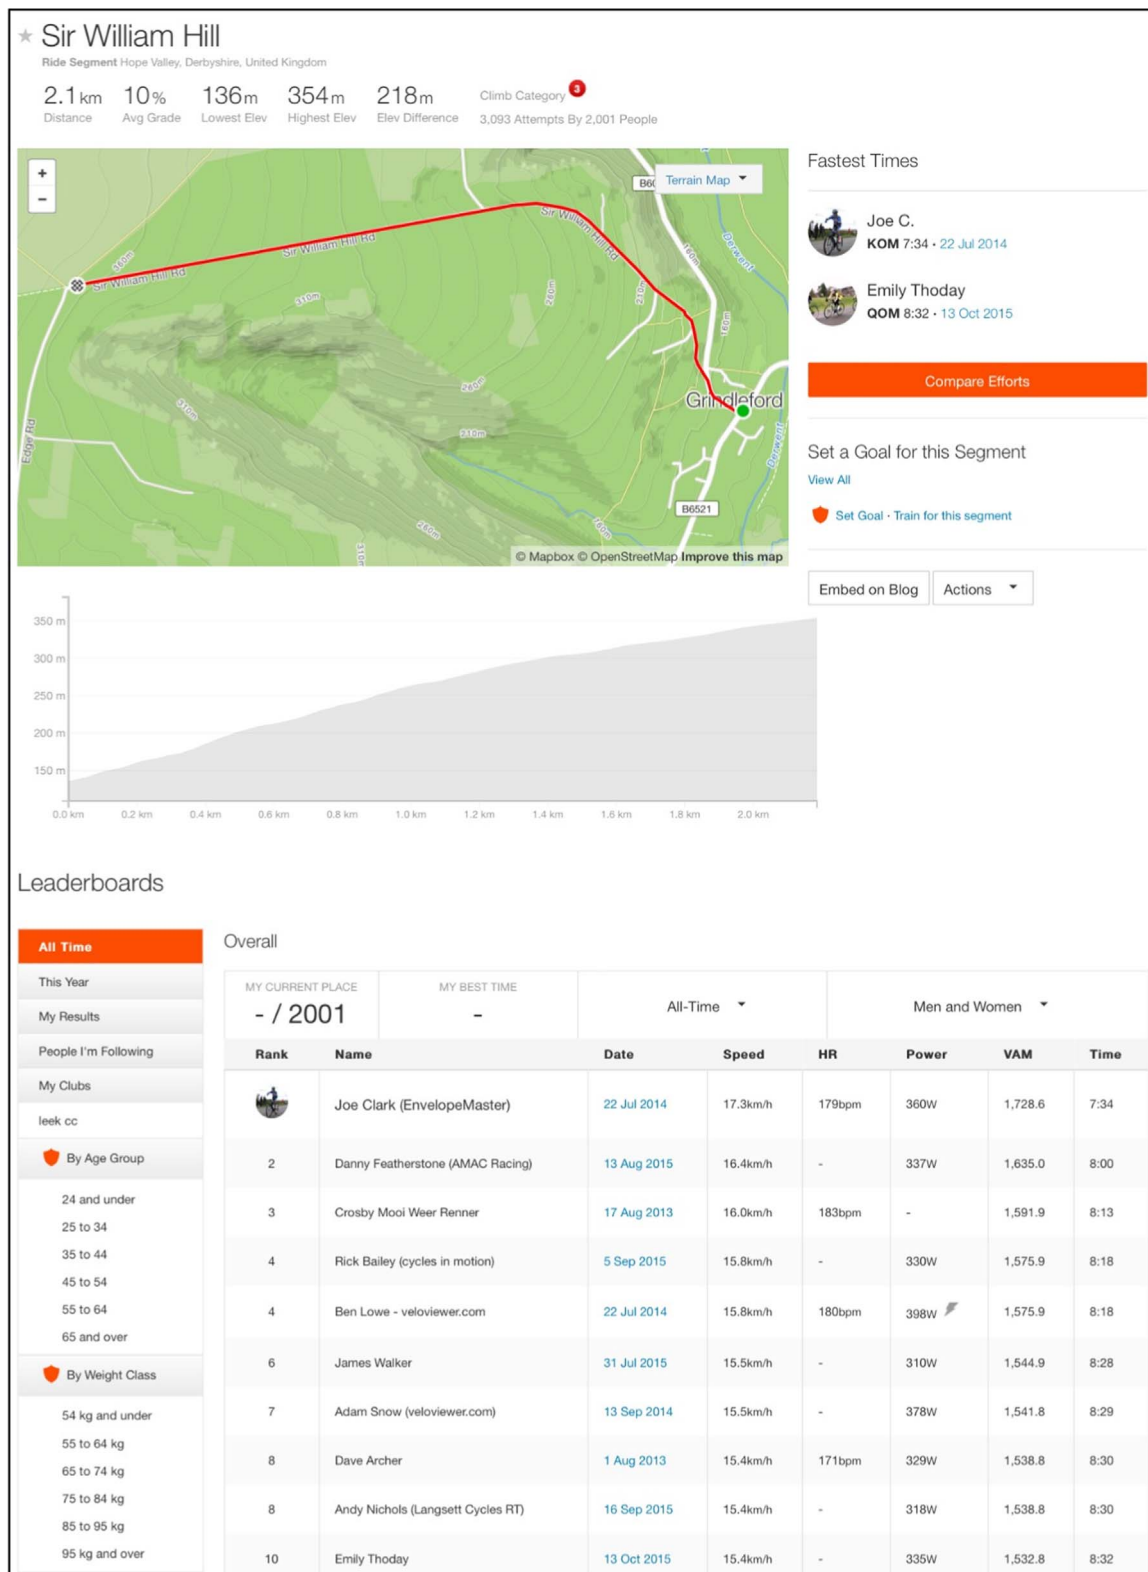 Sir William Hill
Ride Segment Hope Valley, Derbyshire, United Kingdom
2.1 km 10% 136m 354m 218m Climb Category 3
Distance Avg Grade Lowest Elev Highest Elev Elev Difference 3,093 Attempts By 2,001 People
+
-
Terrain Map
B60
Sir William Hill Rd
Sir William Hill Rd
Sir William Hill Rd
Derwent
360m
310m
260m
210m
160m
160m
260m
310m
210m
Grindleford
Edge Rd
Derwent
B6521
260m
160m
310m
© Mapbox © OpenStreetMap Improve this map
Fastest Times
Joe C.
KOM 7:34 · 22 Jul 2014
Emily Thoday
QOM 8:32 · 13 Oct 2015
Compare Efforts
Set a Goal for this Segment
View All
Set Goal · Train for this segment
Embed on Blog Actions
350 m
300 m
250 m
200 m
150 m
0.0 km 0.2 km 0.4 km 0.6 km 0.8 km 1.0 km 1.2 km 1.4 km 1.6 km 1.8 km 2.0 km
Leaderboards
All Time
This Year
My Results
People I'm Following
My Clubs
leek cc
By Age Group
24 and under
25 to 34
35 to 44
45 to 54
55 to 64
65 and over
By Weight Class
54 kg and under
55 to 64 kg
65 to 74 kg
75 to 84 kg
85 to 95 kg
95 kg and over
Overall
MY CURRENT PLACE MY BEST TIME
- / 2001 - All-Time Men and Women
Rank Name Date Speed HR Power VAM Time
Joe Clark (EnvelopeMaster) 22 Jul 2014 17.3km/h 179bpm 360W 1,728.6 7:34
2 Danny Featherstone (AMAC Racing) 13 Aug 2015 16.4km/h - 337W 1,635.0 8:00
3 Crosby Mooi Weer Renner 17 Aug 2013 16.0km/h 183bpm - 1,591.9 8:13
4 Rick Bailey (cycles in motion) 5 Sep 2015 15.8km/h - 330W 1,575.9 8:18
4 Ben Lowe - veloviewer.com 22 Jul 2014 15.8km/h 180bpm 398W 1,575.9 8:18
6 James Walker 31 Jul 2015 15.5km/h - 310W 1,544.9 8:28
7 Adam Snow (veloviewer.com) 13 Sep 2014 15.5km/h - 378W 1,541.8 8:29
8 Dave Archer 1 Aug 2013 15.4km/h 171bpm 329W 1,538.8 8:30
8 Andy Nichols (Langsett Cycles RT) 16 Sep 2015 15.4km/h - 318W 1,538.8 8:30
10 Emily Thoday 13 Oct 2015 15.4km/h - 335W 1,532.8 8:32